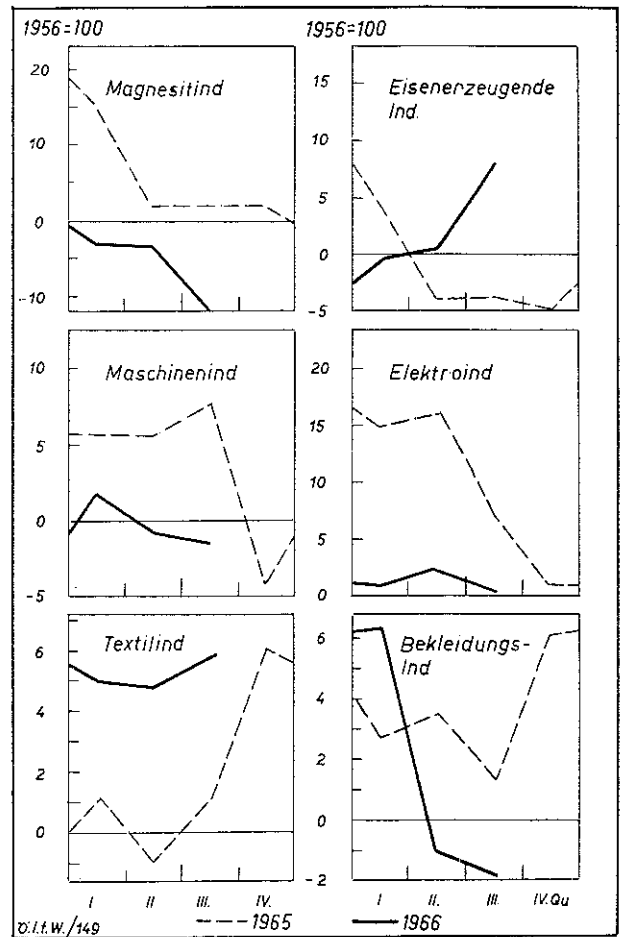 1956=100 1956=100
20
10
0
-10
Magnesitind
15
10
5
0
-5
Eisenerzeugende
Ind.
10
5
0
-5
Maschinenind
20
15
10
5
0
Elektroind
6
4
2
0
Textilind
6
4
2
0
-2
Bekleidungs-
Ind
I II III. IV.
I II. III. IV.Qu
Ö.I.f.W./149
1965 1966